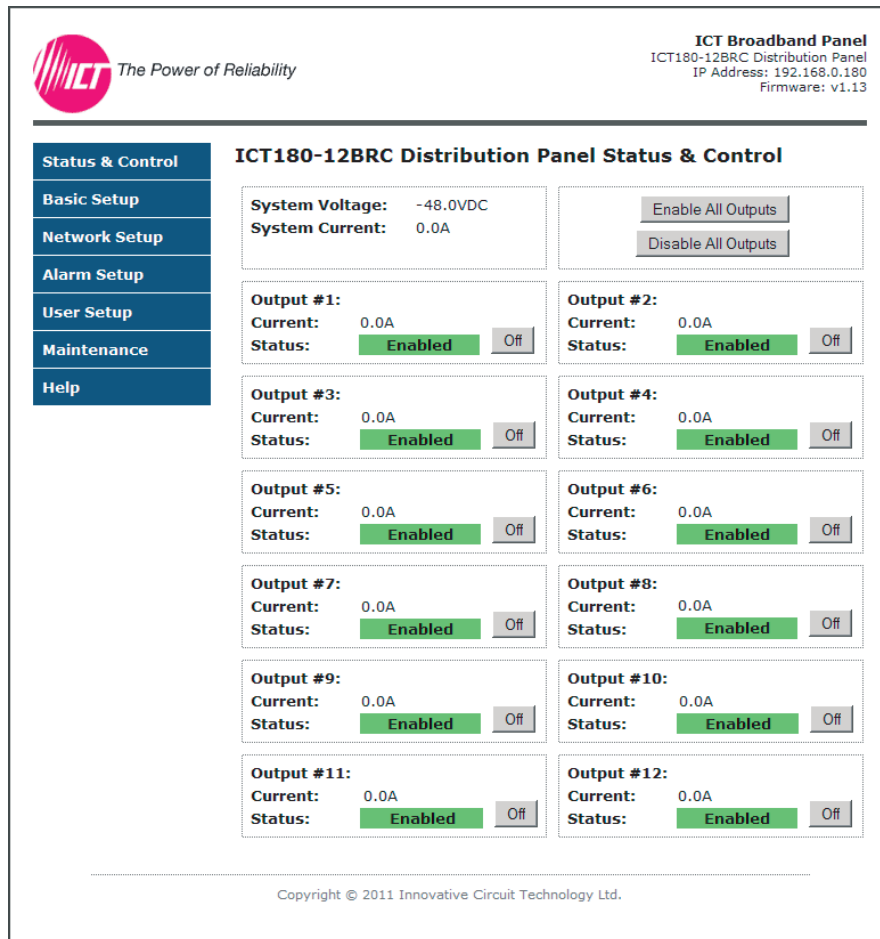 ICT The Power of Reliability
ICT Broadband Panel
ICT180-12BRC Distribution Panel
IP Address: 192.168.0.180
Firmware: v1.13
Status & Control
Basic Setup
Network Setup
Alarm Setup
User Setup
Maintenance
Help
ICT180-12BRC Distribution Panel Status & Control
System Voltage: -48.0VDC
System Current: 0.0A
Enable All Outputs
Disable All Outputs
Output #1:
Current: 0.0A
Status: Enabled Off
Output #2:
Current: 0.0A
Status: Enabled Off
Output #3:
Current: 0.0A
Status: Enabled Off
Output #4:
Current: 0.0A
Status: Enabled Off
Output #5:
Current: 0.0A
Status: Enabled Off
Output #6:
Current: 0.0A
Status: Enabled Off
Output #7:
Current: 0.0A
Status: Enabled Off
Output #8:
Current: 0.0A
Status: Enabled Off
Output #9:
Current: 0.0A
Status: Enabled Off
Output #10:
Current: 0.0A
Status: Enabled Off
Output #11:
Current: 0.0A
Status: Enabled Off
Output #12:
Current: 0.0A
Status: Enabled Off
Copyright © 2011 Innovative Circuit Technology Ltd.